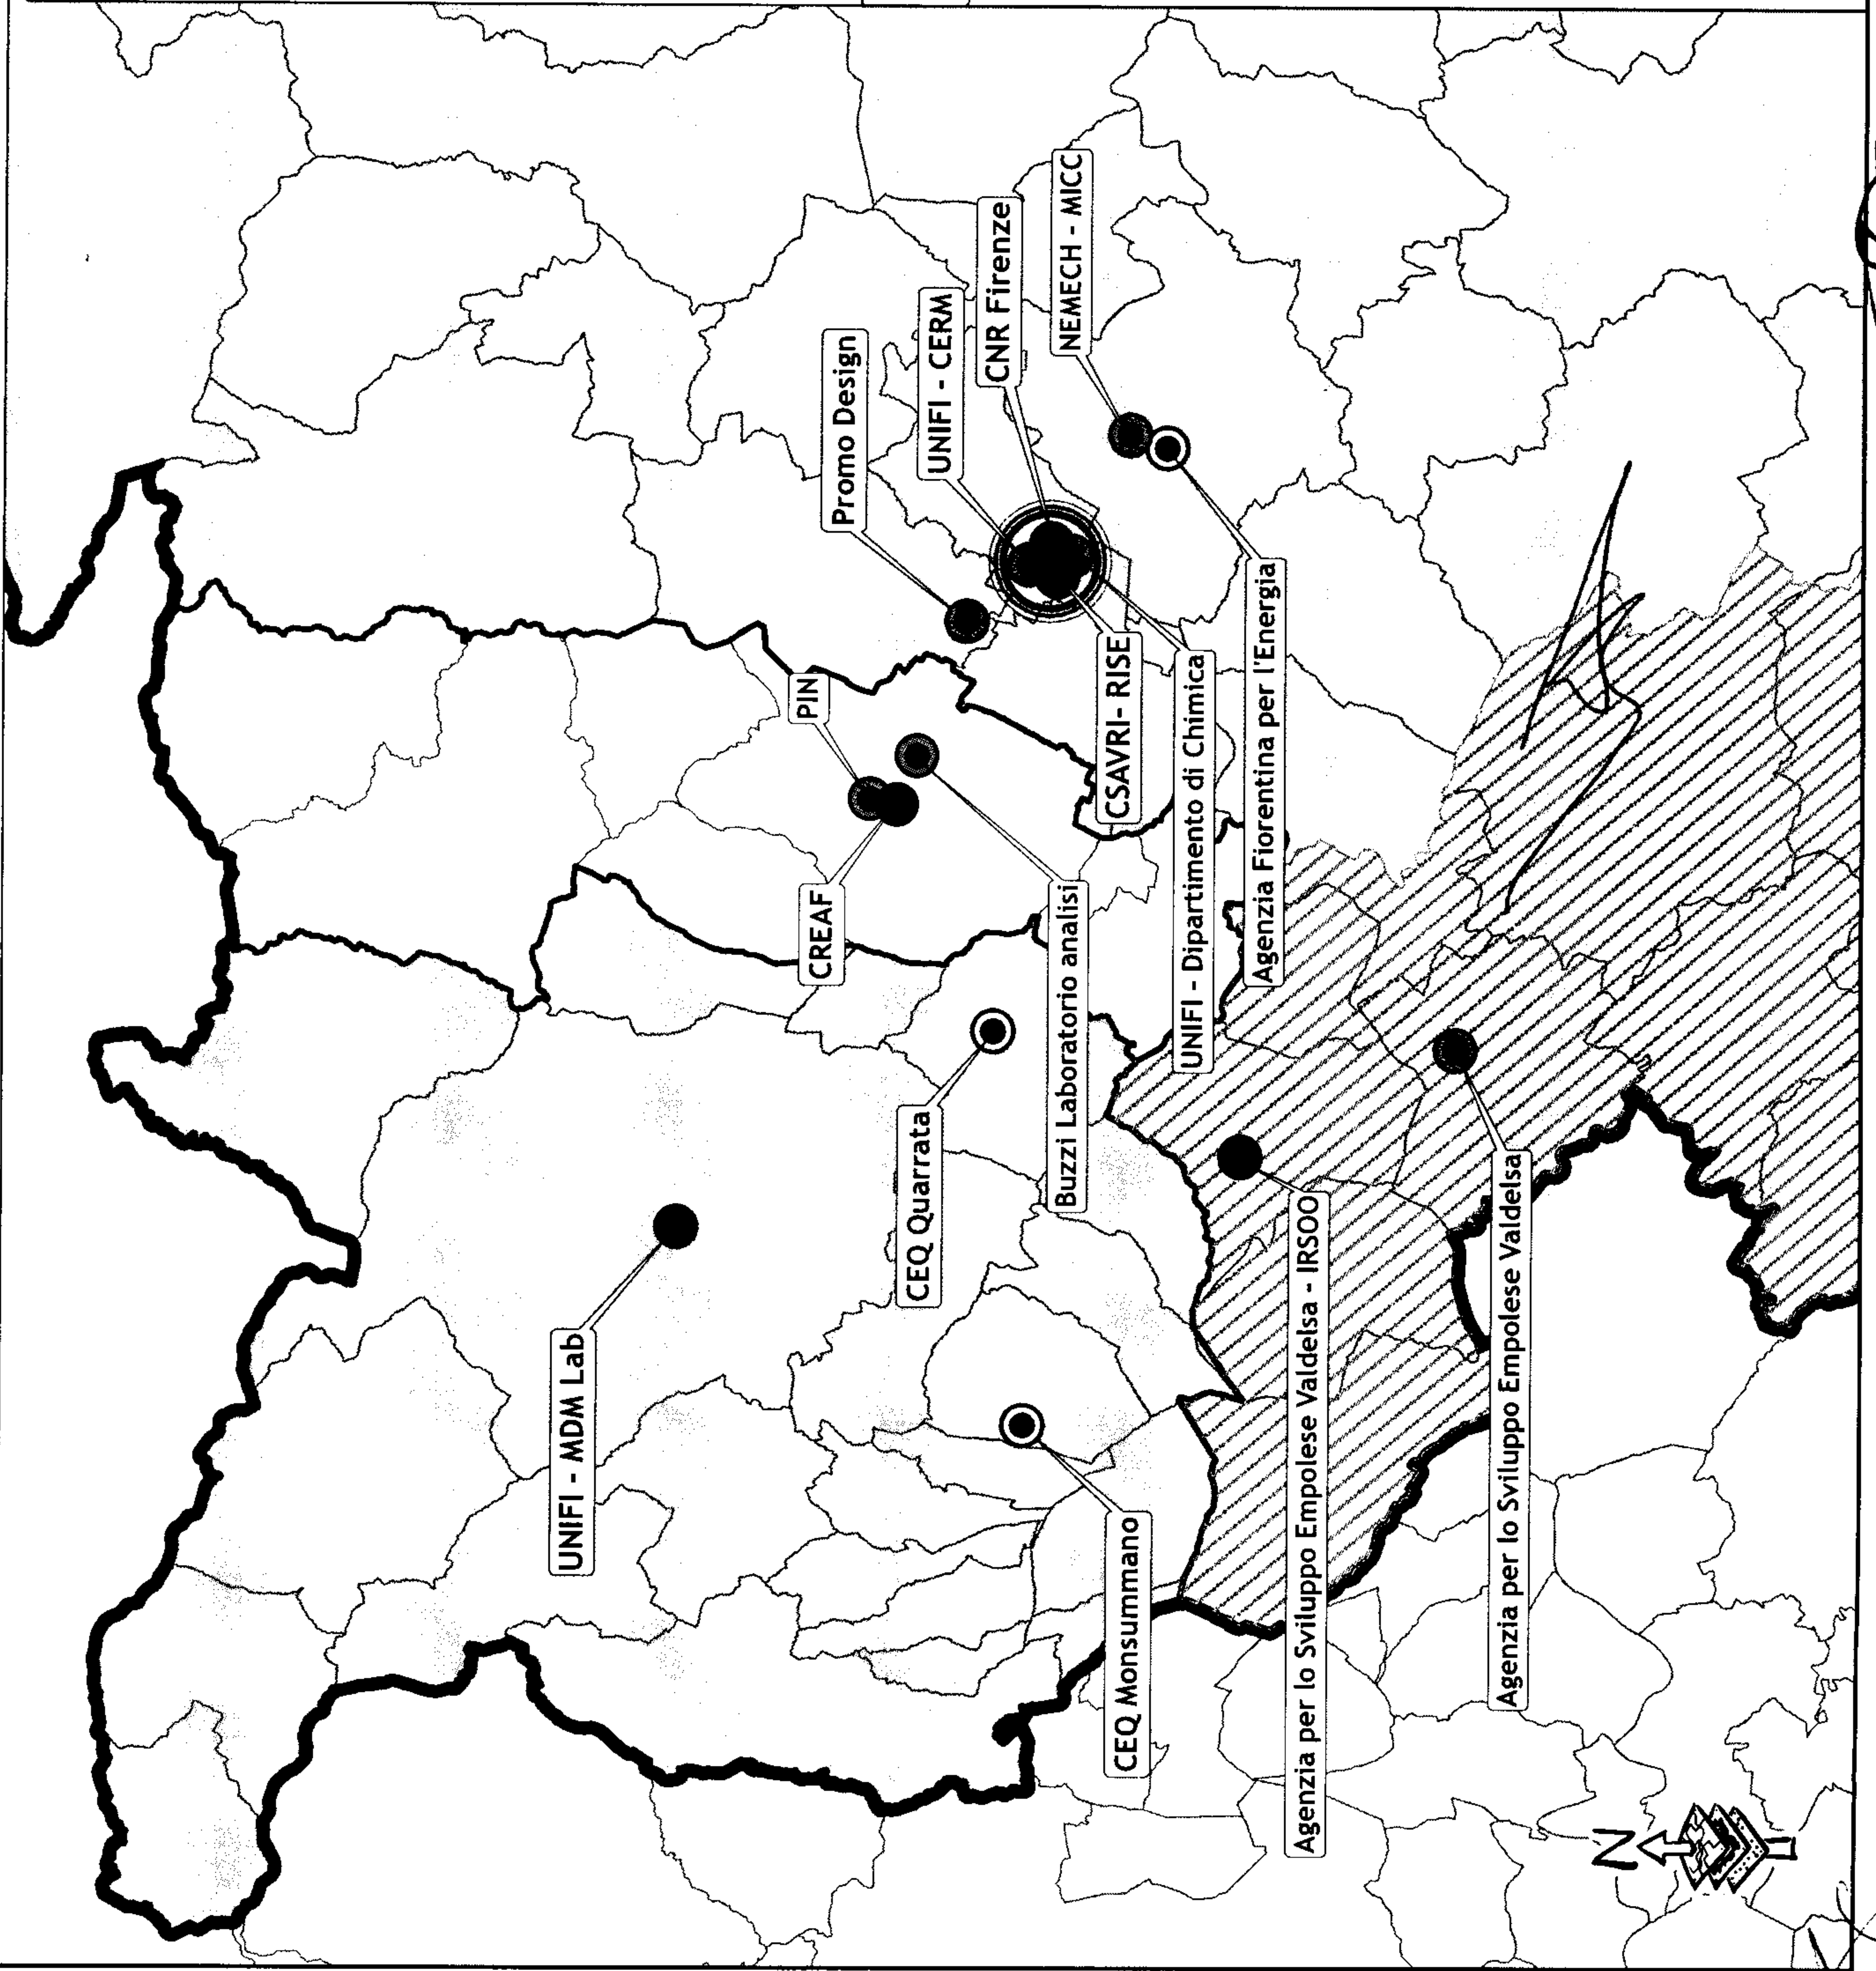 Promo Design
UNIFI - CERM
CNR Firenze
NEMECH - MICC
PIN
CREAF
Buzzi Laboratorio analisi
CSAVRI- RISE
UNIFI - Dipartimento di Chimica
Agenzia Fiorentina per l'Energia
CEQ Quarrata
UNIFI - MDM Lab
CEQ Monsummano
Agenzia per lo Sviluppo Empolese Valdelsa - IRSOO
Agenzia per lo Sviluppo Empolese Valdelsa
N